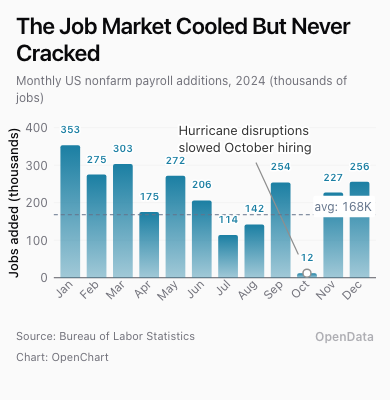 The Job Market Cooled But Never
Cracked
Monthly US nonfarm payroll additions, 2024 (thousands of
jobs)
Jobs added (thousands)
400
300
200
100
0
353
275
303
175
272
206
114
142
254
12
227
256
Hurricane disruptions
slowed October hiring
avg: 168K
Jan
Feb
Mar
Apr
May
Jun
Jul
Aug
Sep
Oct
Nov
Dec
Source: Bureau of Labor Statistics
OpenData
Chart: OpenChart